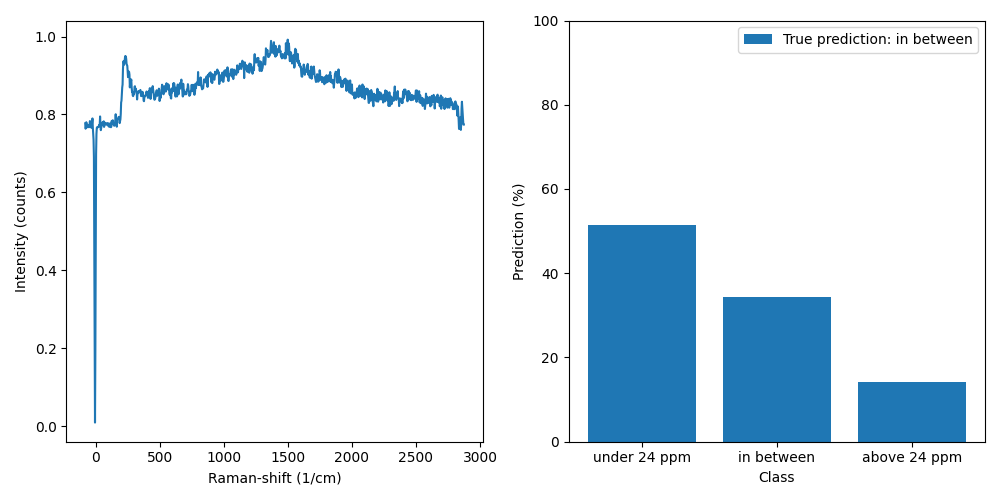 Intensity (counts)
1.0
0.8
0.6
0.4
0.2
0.0
0 500 1000 1500 2000 2500 3000
Raman-shift (1/cm)
Prediction (%)
100
80
60
40
20
0
True prediction: in between
under 24 ppm in between above 24 ppm
Class